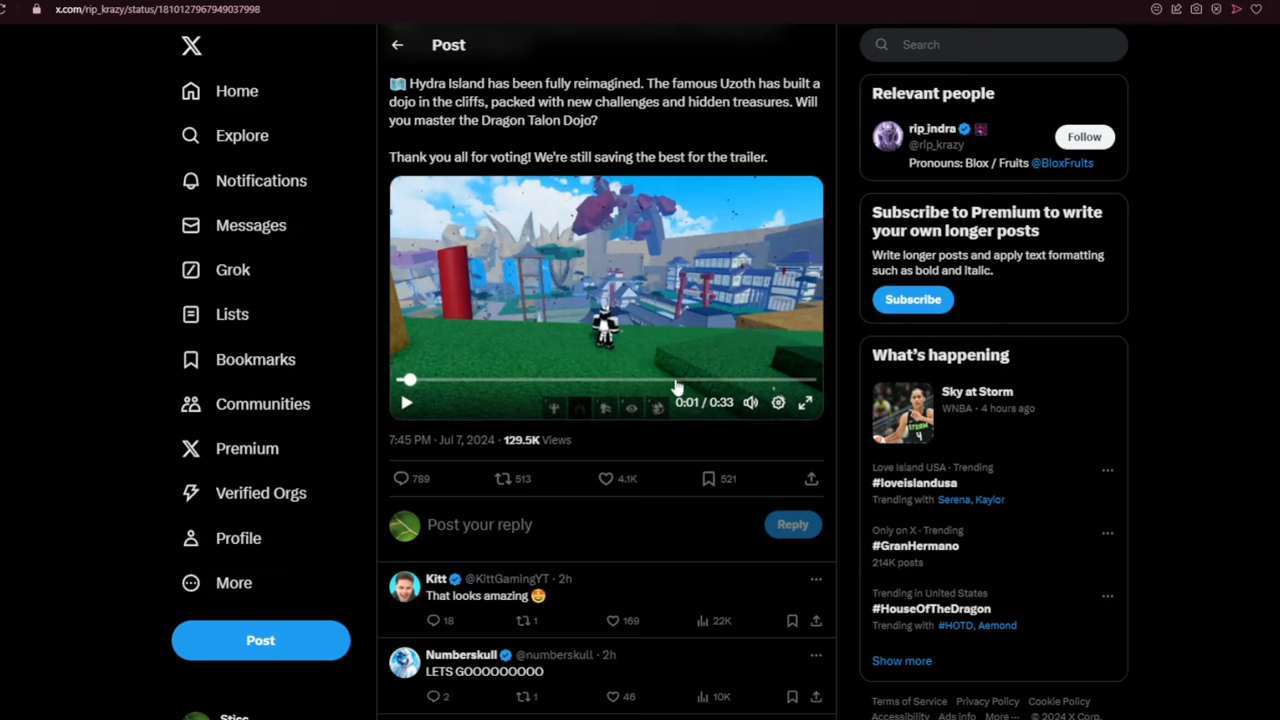 x.com/rip_krazy/status/1810127967949037998
Home
Explore
Notifications
Messages
Grok
Lists
Bookmarks
Communities
Premium
Verified Orgs
Profile
More
Post
Post
🗺️ Hydra Island has been fully reimagined. The famous Uzoth has built a
dojo in the cliffs, packed with new challenges and hidden treasures. Will
you master the Dragon Talon Dojo?
Thank you all for voting! We're still saving the best for the trailer.
0:01 / 0:33
7:45 PM · Jul 7, 2024 · 129.5K Views
789 513 4.1K 521
Post your reply
Reply
Kitt @KittGamingYT · 2h
That looks amazing 🤩
18 1 169 22K
Numberskull @numberskull · 2h
LETS GOOOOOOOOO
2 1 46 10K
Search
Relevant people
rip_indra
@rip_krazy
Follow
Pronouns: Blox / Fruits @BloxFruits
Subscribe to Premium to write
your own longer posts
Write longer posts and apply text formatting
such as bold and italic.
Subscribe
What's happening
Sky at Storm
WNBA · 4 hours ago
Love Island USA · Trending
#loveislandusa
Trending with Serena, Kaylor
Only on X · Trending
#GranHermano
214K posts
Trending in United States
#HouseOfTheDragon
Trending with #HOTD, Aemond
Show more
Terms of Service Privacy Policy Cookie Policy
Accessibility Ads info More ··· © 2024 X Corp.